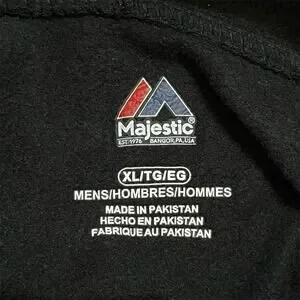 Majestic
EST. 1976 BANGOR, PA, USA
XL/TG/EG
MENS/HOMBRES/HOMMES
MADE IN PAKISTAN
HECHO EN PAKISTAN
FABRIQUE AU PAKISTAN